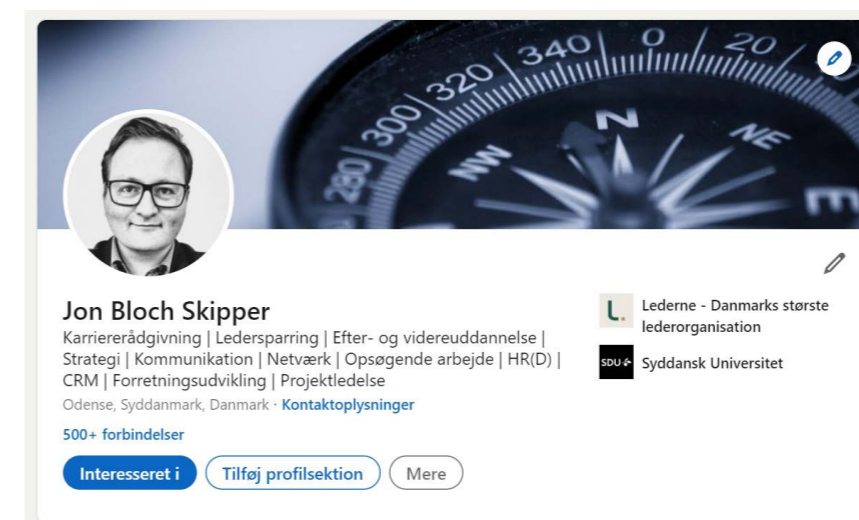 280
300
320
340
0
20
NW
N
NE
E
Jon Bloch Skipper
Karriererådgivning | Ledersparring | Efter- og videreuddannelse |
Strategi | Kommunikation | Netværk | Opsøgende arbejde | HR(D) |
CRM | Forretningsudvikling | Projektledelse
Odense, Syddanmark, Danmark · Kontaktoplysninger
500+ forbindelser
Interesseret i
Tilføj profilsektion
Mere
L.
Lederne - Danmarks største
lederorganisation
SDU
Syddansk Universitet